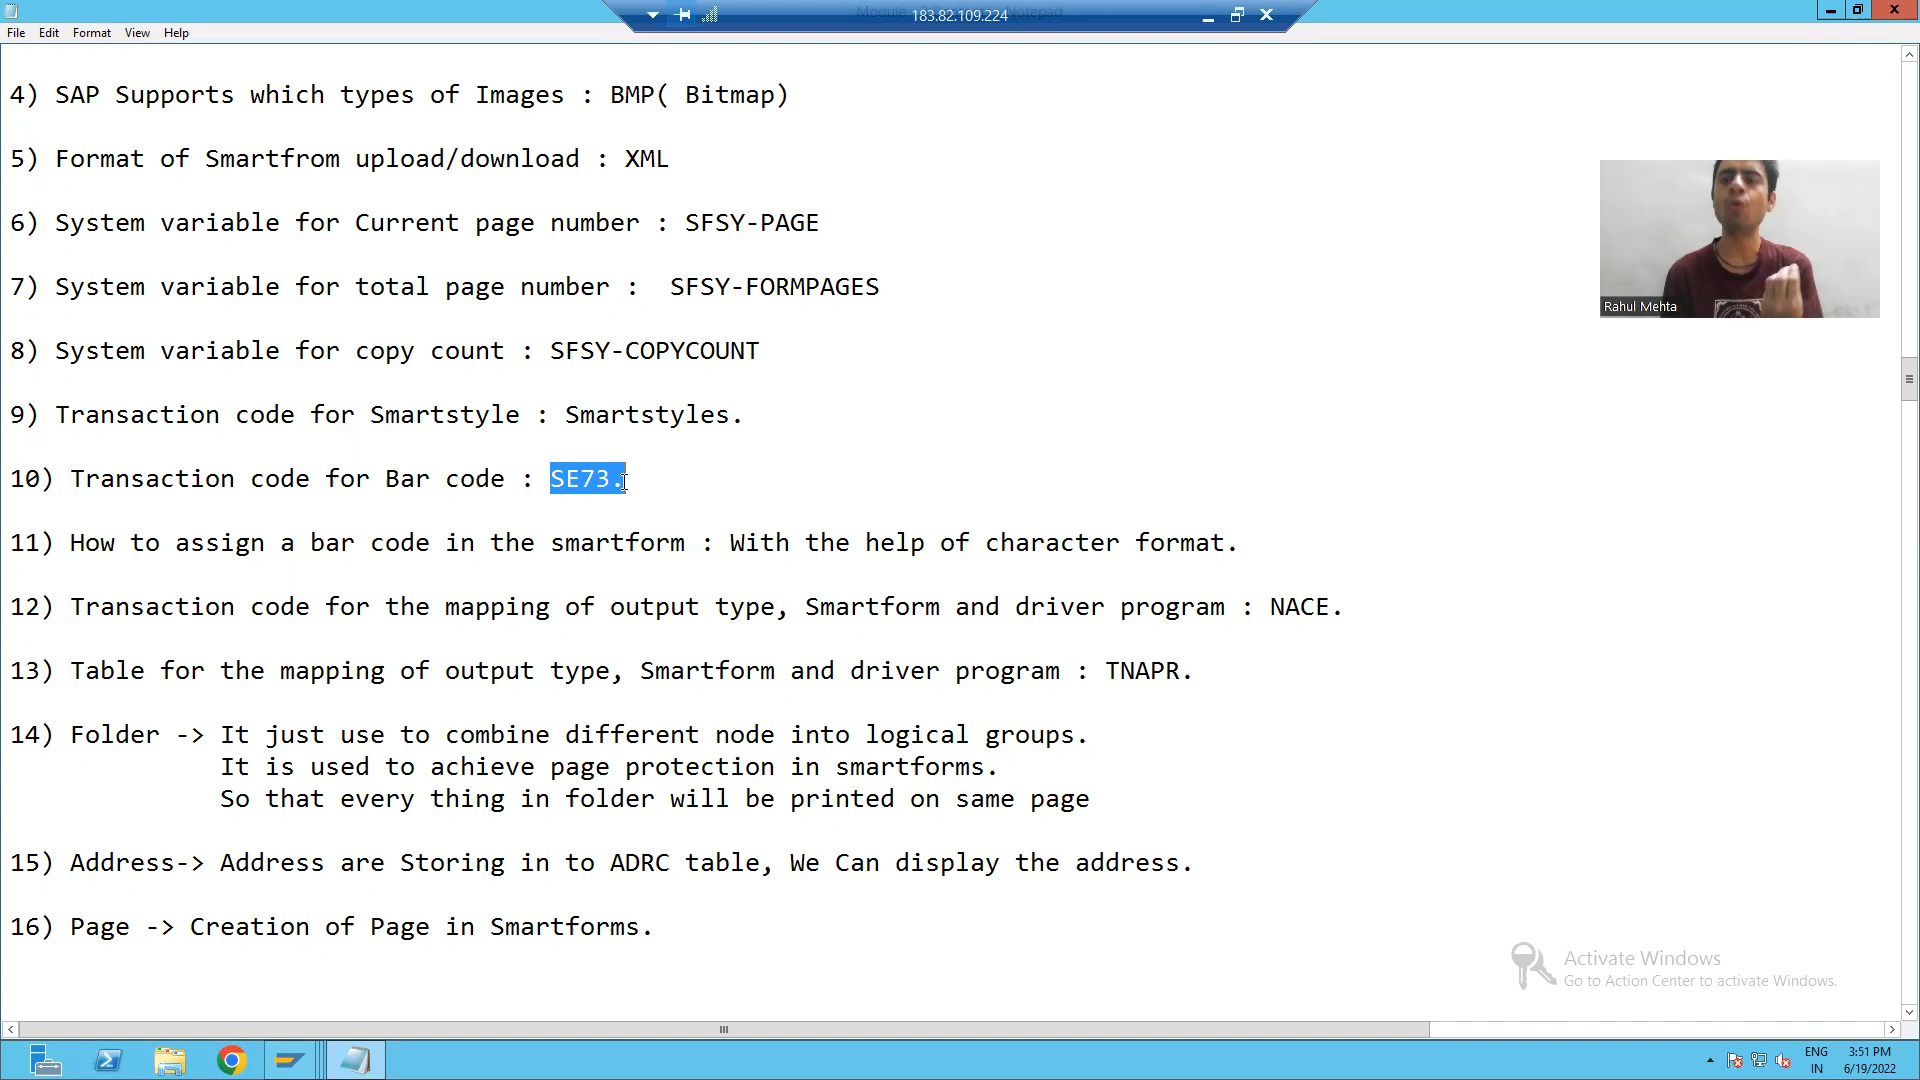 183.82.109.224
File Edit Format View Help
4) SAP Supports which types of Images : BMP( Bitmap)
5) Format of Smartfrom upload/download : XML
6) System variable for Current page number : SFSY-PAGE
7) System variable for total page number :  SFSY-FORMPAGES
8) System variable for copy count : SFSY-COPYCOUNT
9) Transaction code for Smartstyle : Smartstyles.
10) Transaction code for Bar code : SE73.
11) How to assign a bar code in the smartform : With the help of character format.
12) Transaction code for the mapping of output type, Smartform and driver program : NACE.
13) Table for the mapping of output type, Smartform and driver program : TNAPR.
14) Folder -> It just use to combine different node into logical groups.
It is used to achieve page protection in smartforms.
So that every thing in folder will be printed on same page
15) Address-> Address are Storing in to ADRC table, We Can display the address.
16) Page -> Creation of Page in Smartforms.
Rahul Mehta
Activate Windows
Go to Action Center to activate Windows.
ENG 3:51 PM
IN 6/19/2022